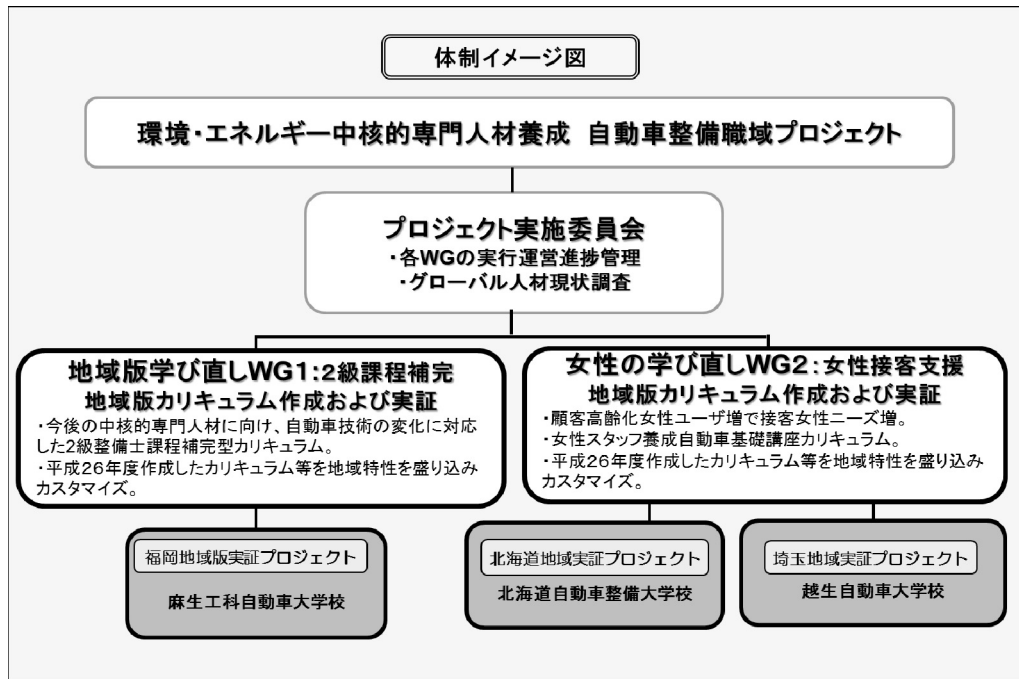 体制イメージ図
環境・エネルギー中核的専門人材養成 自動車整備職域プロジェクト
プロジェクト実施委員会
・各WGの実行運営進捗管理
・グローバル人材現状調査
地域版学び直しWG1:2級課程補完
地域版カリキュラム作成および実証
・今後の中核的専門人材に向け、自動車技術の変化に対応
した2級整備士課程補完型カリキュラム。
・平成26年度作成したカリキュラム等を地域特性を盛り込み
カスタマイズ。
女性の学び直しWG2:女性接客支援
地域版カリキュラム作成および実証
・顧客高齢化女性ユーザ増で接客女性ニーズ増。
・女性スタッフ養成自動車基礎講座カリキュラム。
・平成26年度作成したカリキュラム等を地域特性を盛り込み
カスタマイズ。
福岡地域版実証プロジェクト
麻生工科自動車大学校
北海道地域実証プロジェクト
北海道自動車整備大学校
埼玉地域実証プロジェクト
越生自動車大学校